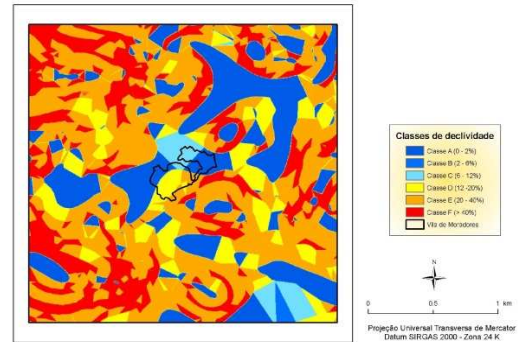 Classes de declividade
Classe A (0 - 2%)
Classe B (2 - 6%)
Classe C (6 - 12%)
Classe D (12 -20%)
Classe E (20 - 40%)
Classe F (> 40%)
Vila de Moradores
N
0 0.5 1 km
Projeção Universal Transversa de Mercator
Datum SIRGAS 2000 - Zona 24 K